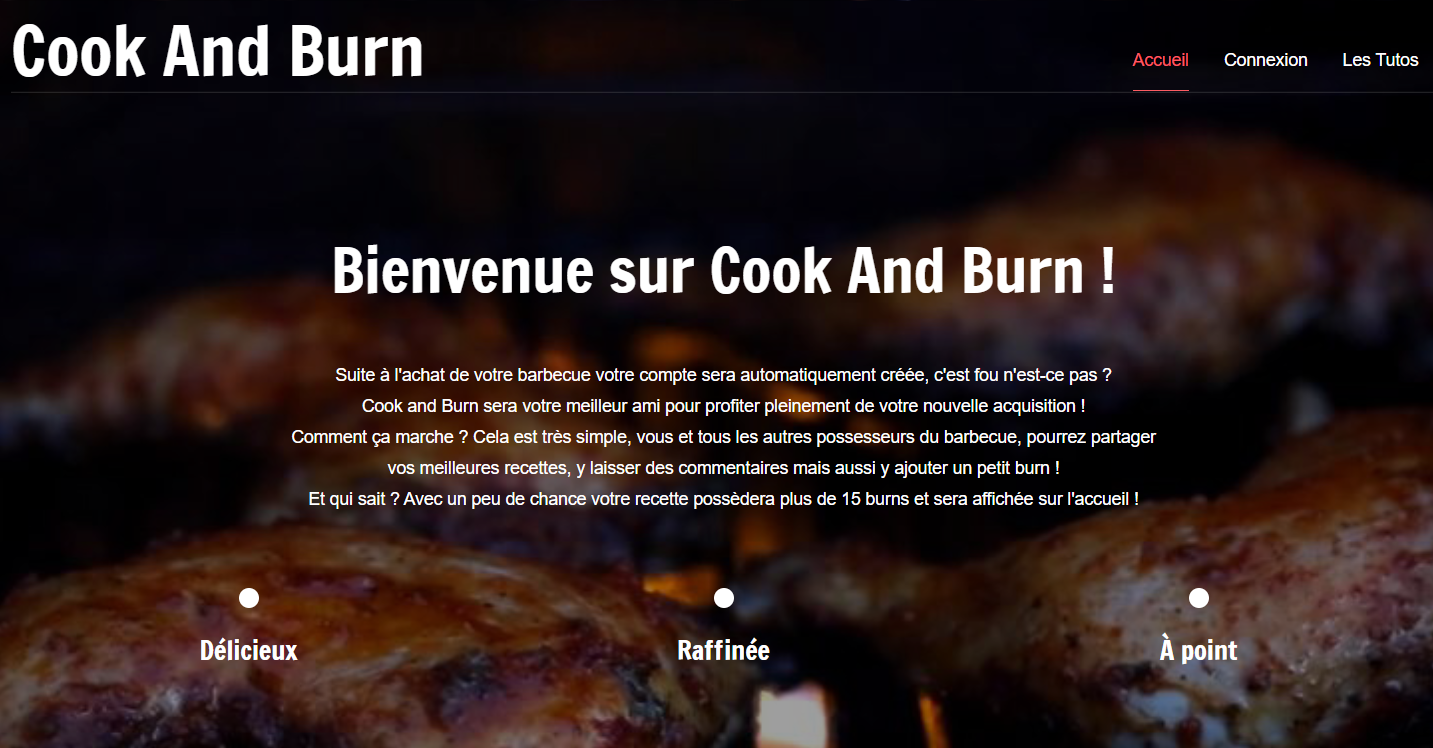 Cook And Burn
Accueil Connexion Les Tutos
Bienvenue sur Cook And Burn !
Suite à l'achat de votre barbecue votre compte sera automatiquement créée, c'est fou n'est-ce pas ?
Cook and Burn sera votre meilleur ami pour profiter pleinement de votre nouvelle acquisition !
Comment ça marche ? Cela est très simple, vous et tous les autres possesseurs du barbecue, pourrez partager
vos meilleures recettes, y laisser des commentaires mais aussi y ajouter un petit burn !
Et qui sait ? Avec un peu de chance votre recette possèdera plus de 15 burns et sera affichée sur l'accueil !
Délicieux
Raffinée
À point